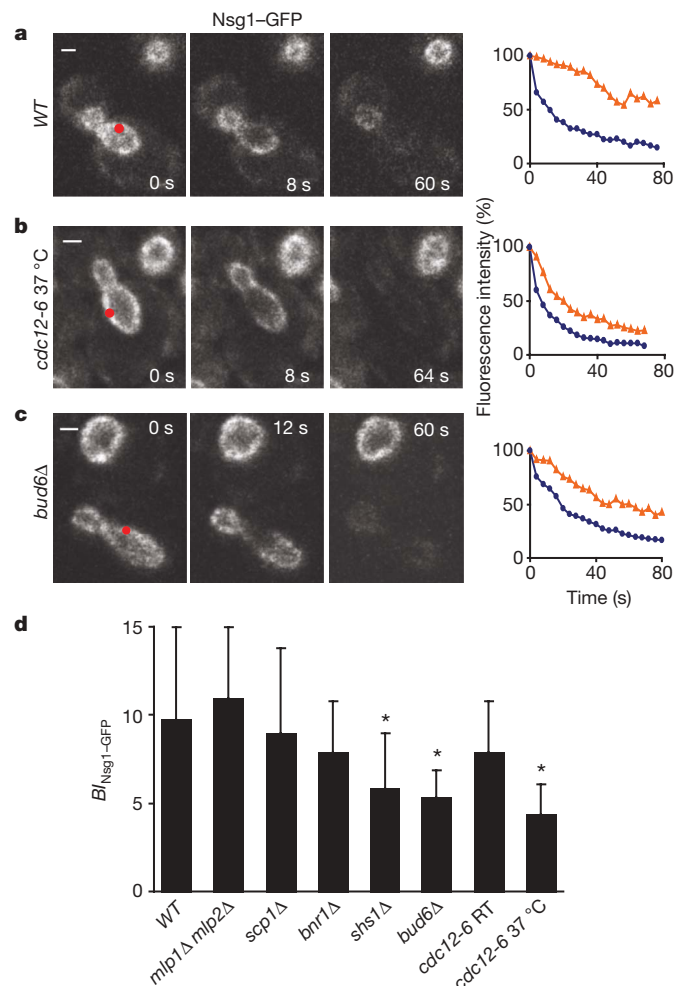 Nsg1–GFP
a
WT
0 s
8 s
60 s
100
50
0
0
40
80
b
cdc12-6 37 °C
0 s
8 s
64 s
100
50
0
0
40
80
Fluorescence intensity (%)
c
bud6Δ
0 s
12 s
60 s
100
50
0
0
40
80
Time (s)
d
BI Nsg1–GFP
15
10
5
0
*
*
*
WT
mlp1Δ mlp2Δ
scp1Δ
bnr1Δ
shs1Δ
bud6Δ
cdc12-6 RT
cdc12-6 37 °C